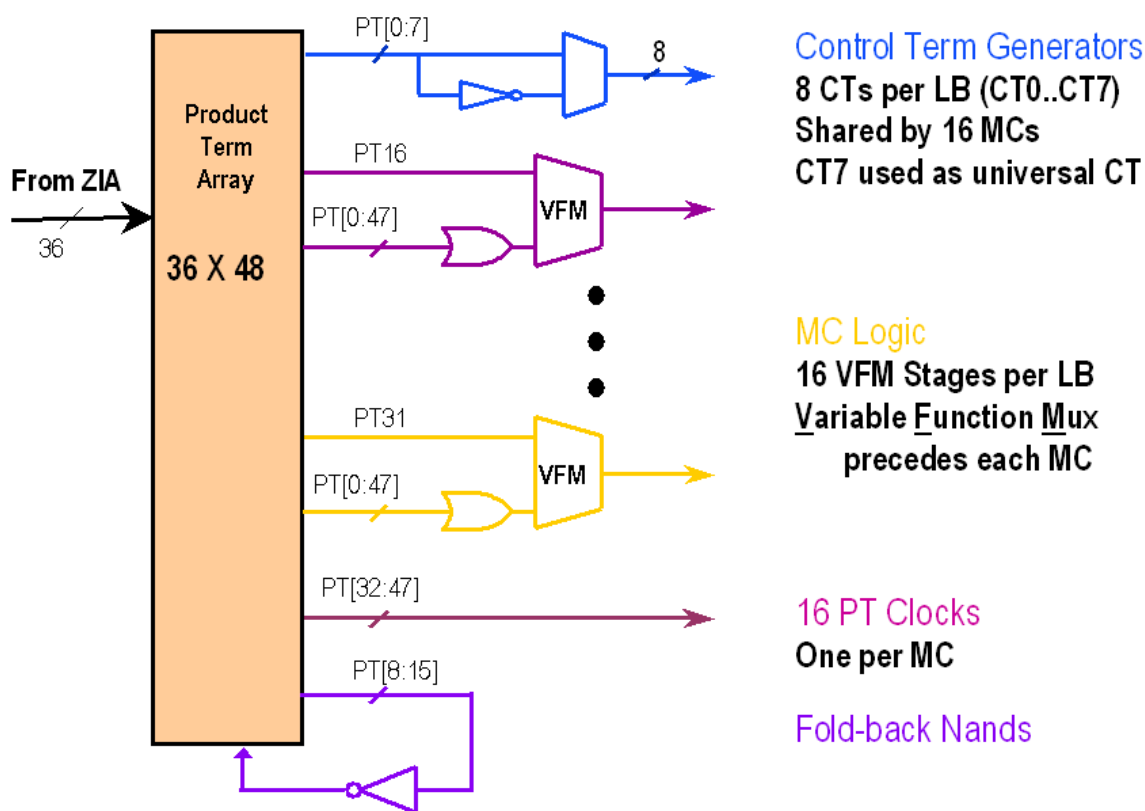 PT[0:7]
8
Control Term Generators
8 CTs per LB (CT0..CT7)
Shared by 16 MCs
CT7 used as universal CT
Product
Term
Array
36 X 48
From ZIA
36
PT16
PT[0:47]
VFM
MC Logic
16 VFM Stages per LB
Variable Function Mux
precedes each MC
PT31
PT[0:47]
VFM
PT[32:47]
16 PT Clocks
One per MC
PT[8:15]
Fold-back Nands